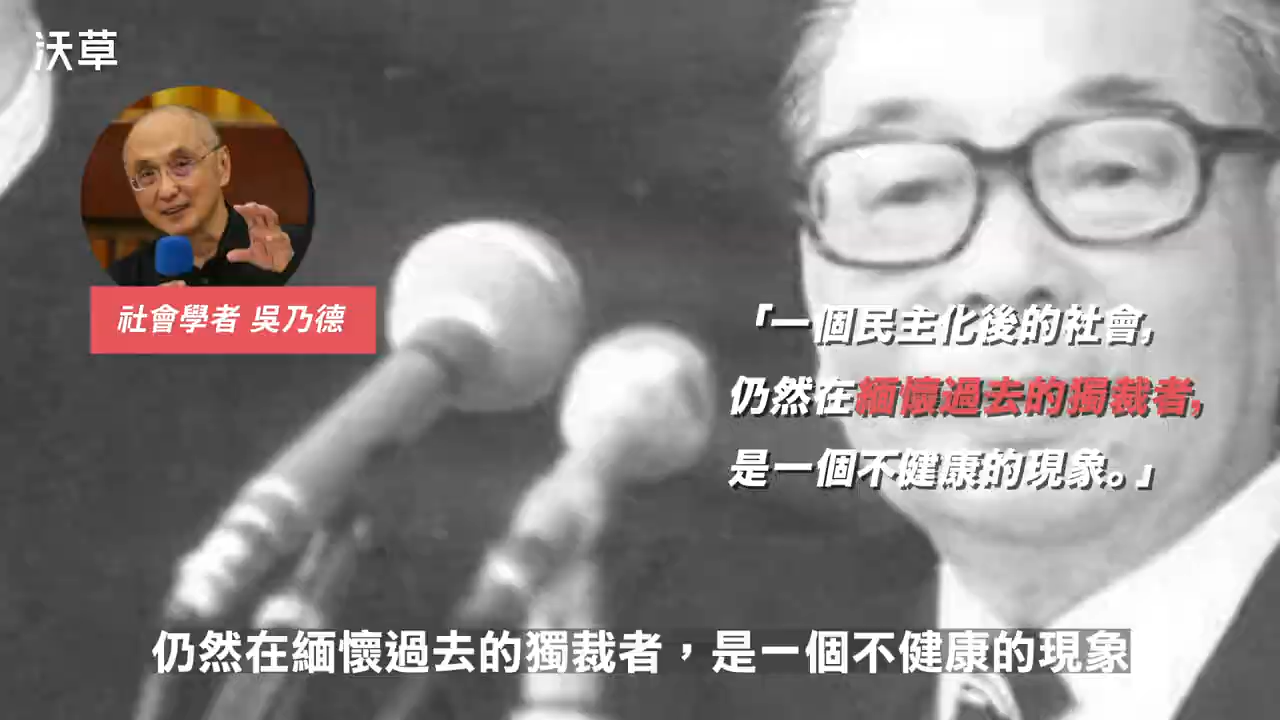 沃草
社會學者 吳乃德
「一個民主化後的社會,
仍然在緬懷過去的獨裁者,
是一個不健康的現象。」
仍然在緬懷過去的獨裁者，是一個不健康的現象